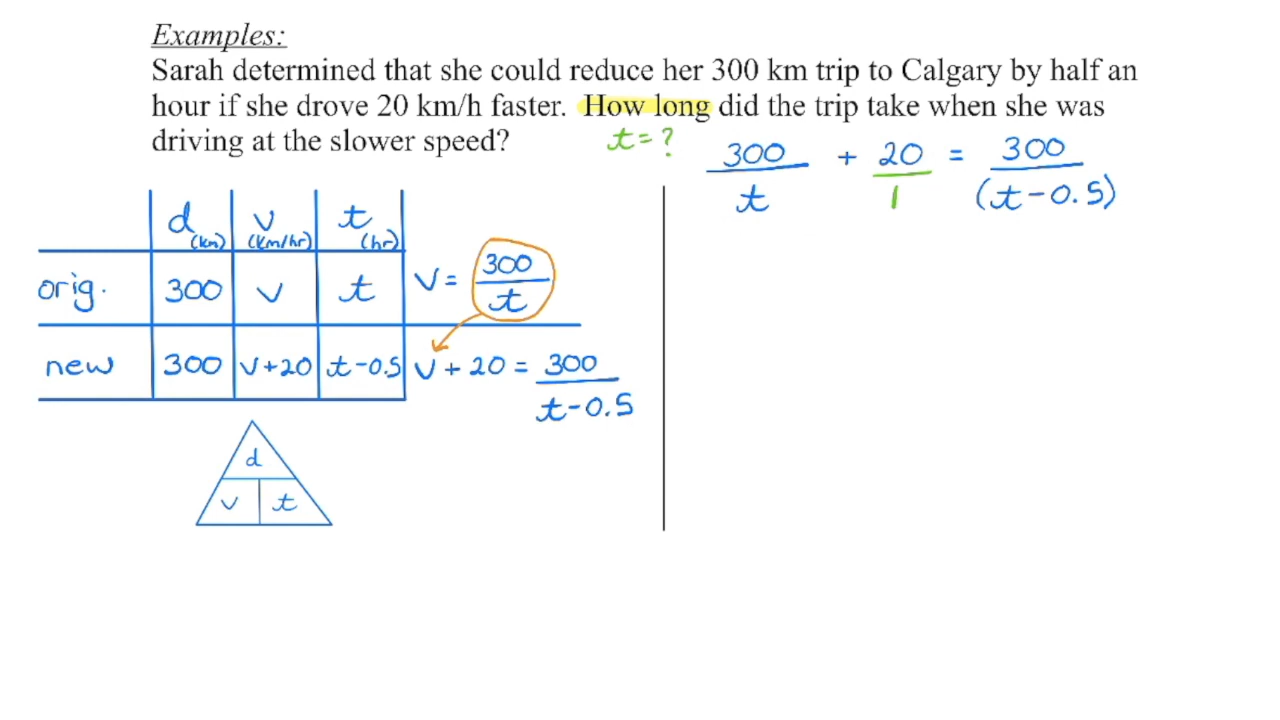 Examples:
Sarah determined that she could reduce her 300 km trip to Calgary by half an
hour if she drove 20 km/h faster. How long did the trip take when she was
driving at the slower speed?
t = ?
300/t + 20/1 = 300/(t-0.5)
d (km) v (km/hr) t (hr)
orig. 300 v t v = 300/t
new 300 v+20 t-0.5 v + 20 = 300/t-0.5
d
v t